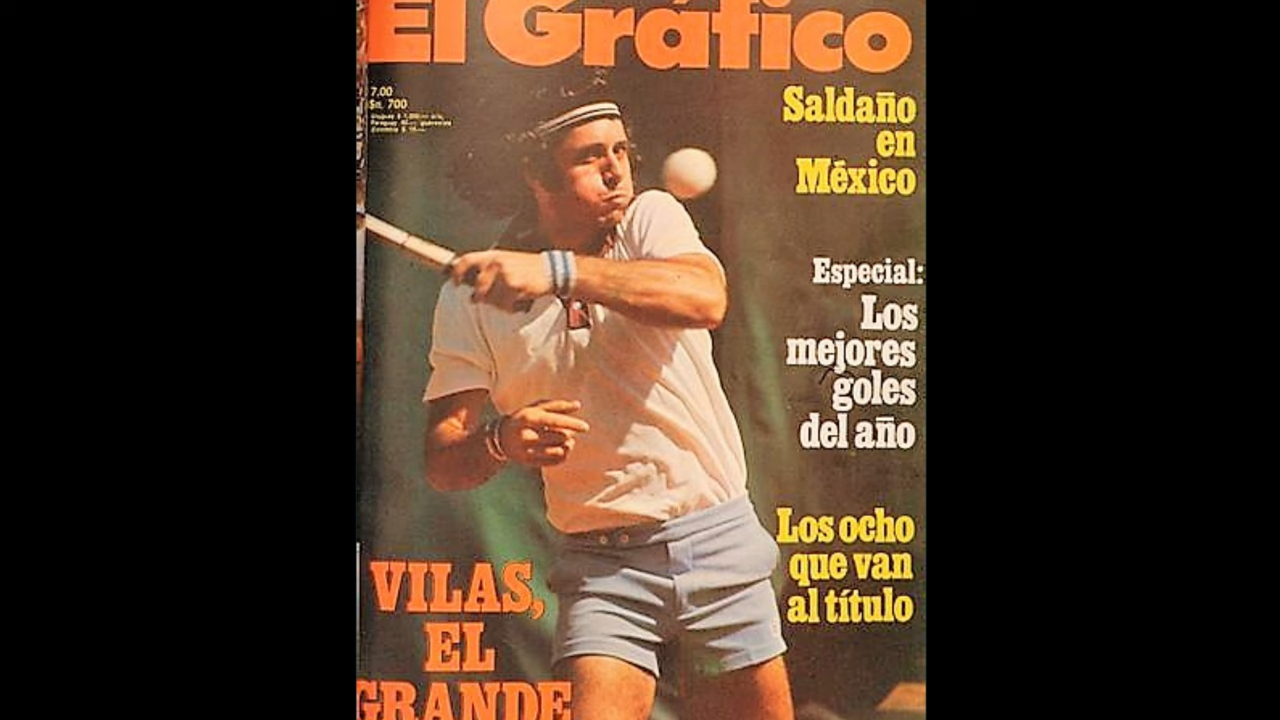 El Gráfico
7,00
$n. 700
Saldaño
en
México
Especial:
Los
mejores
goles
del año
Los ocho
que van
al título
VILAS,
EL
GRANDE